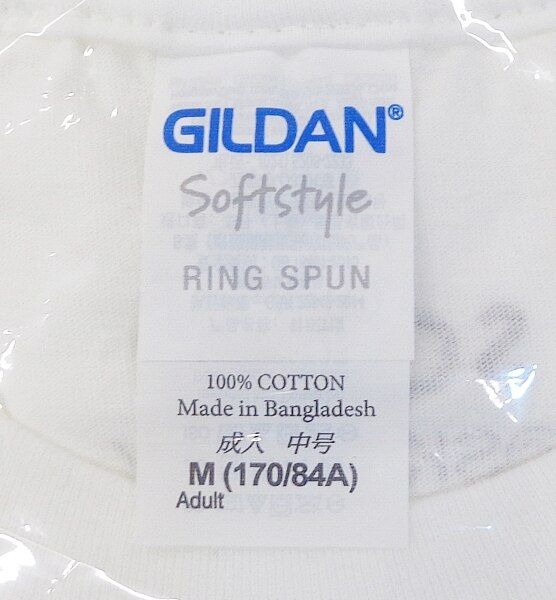 GILDAN®
Softstyle
RING SPUN
100% COTTON
Made in Bangladesh
成人 中号
M (170/84A)
Adult